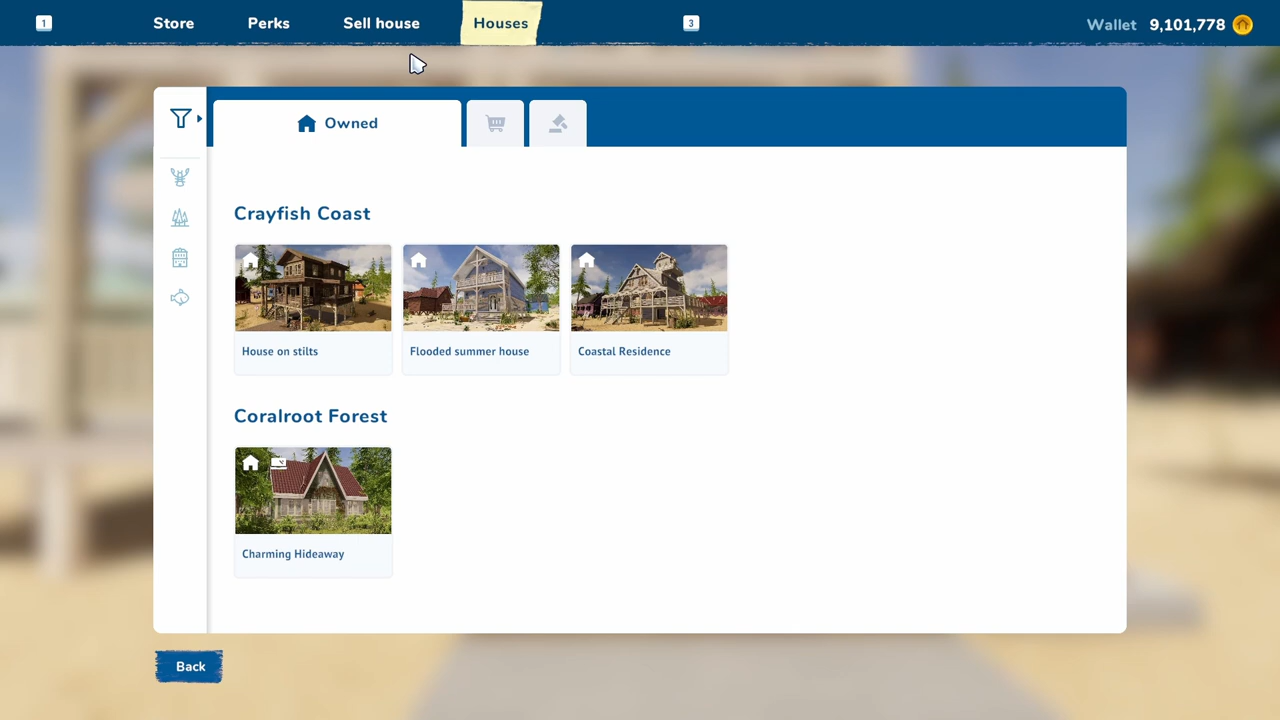 1
Store
Perks
Sell house
Houses
3
Wallet 9,101,778
Owned
Crayfish Coast
House on stilts
Flooded summer house
Coastal Residence
Coralroot Forest
Charming Hideaway
Back